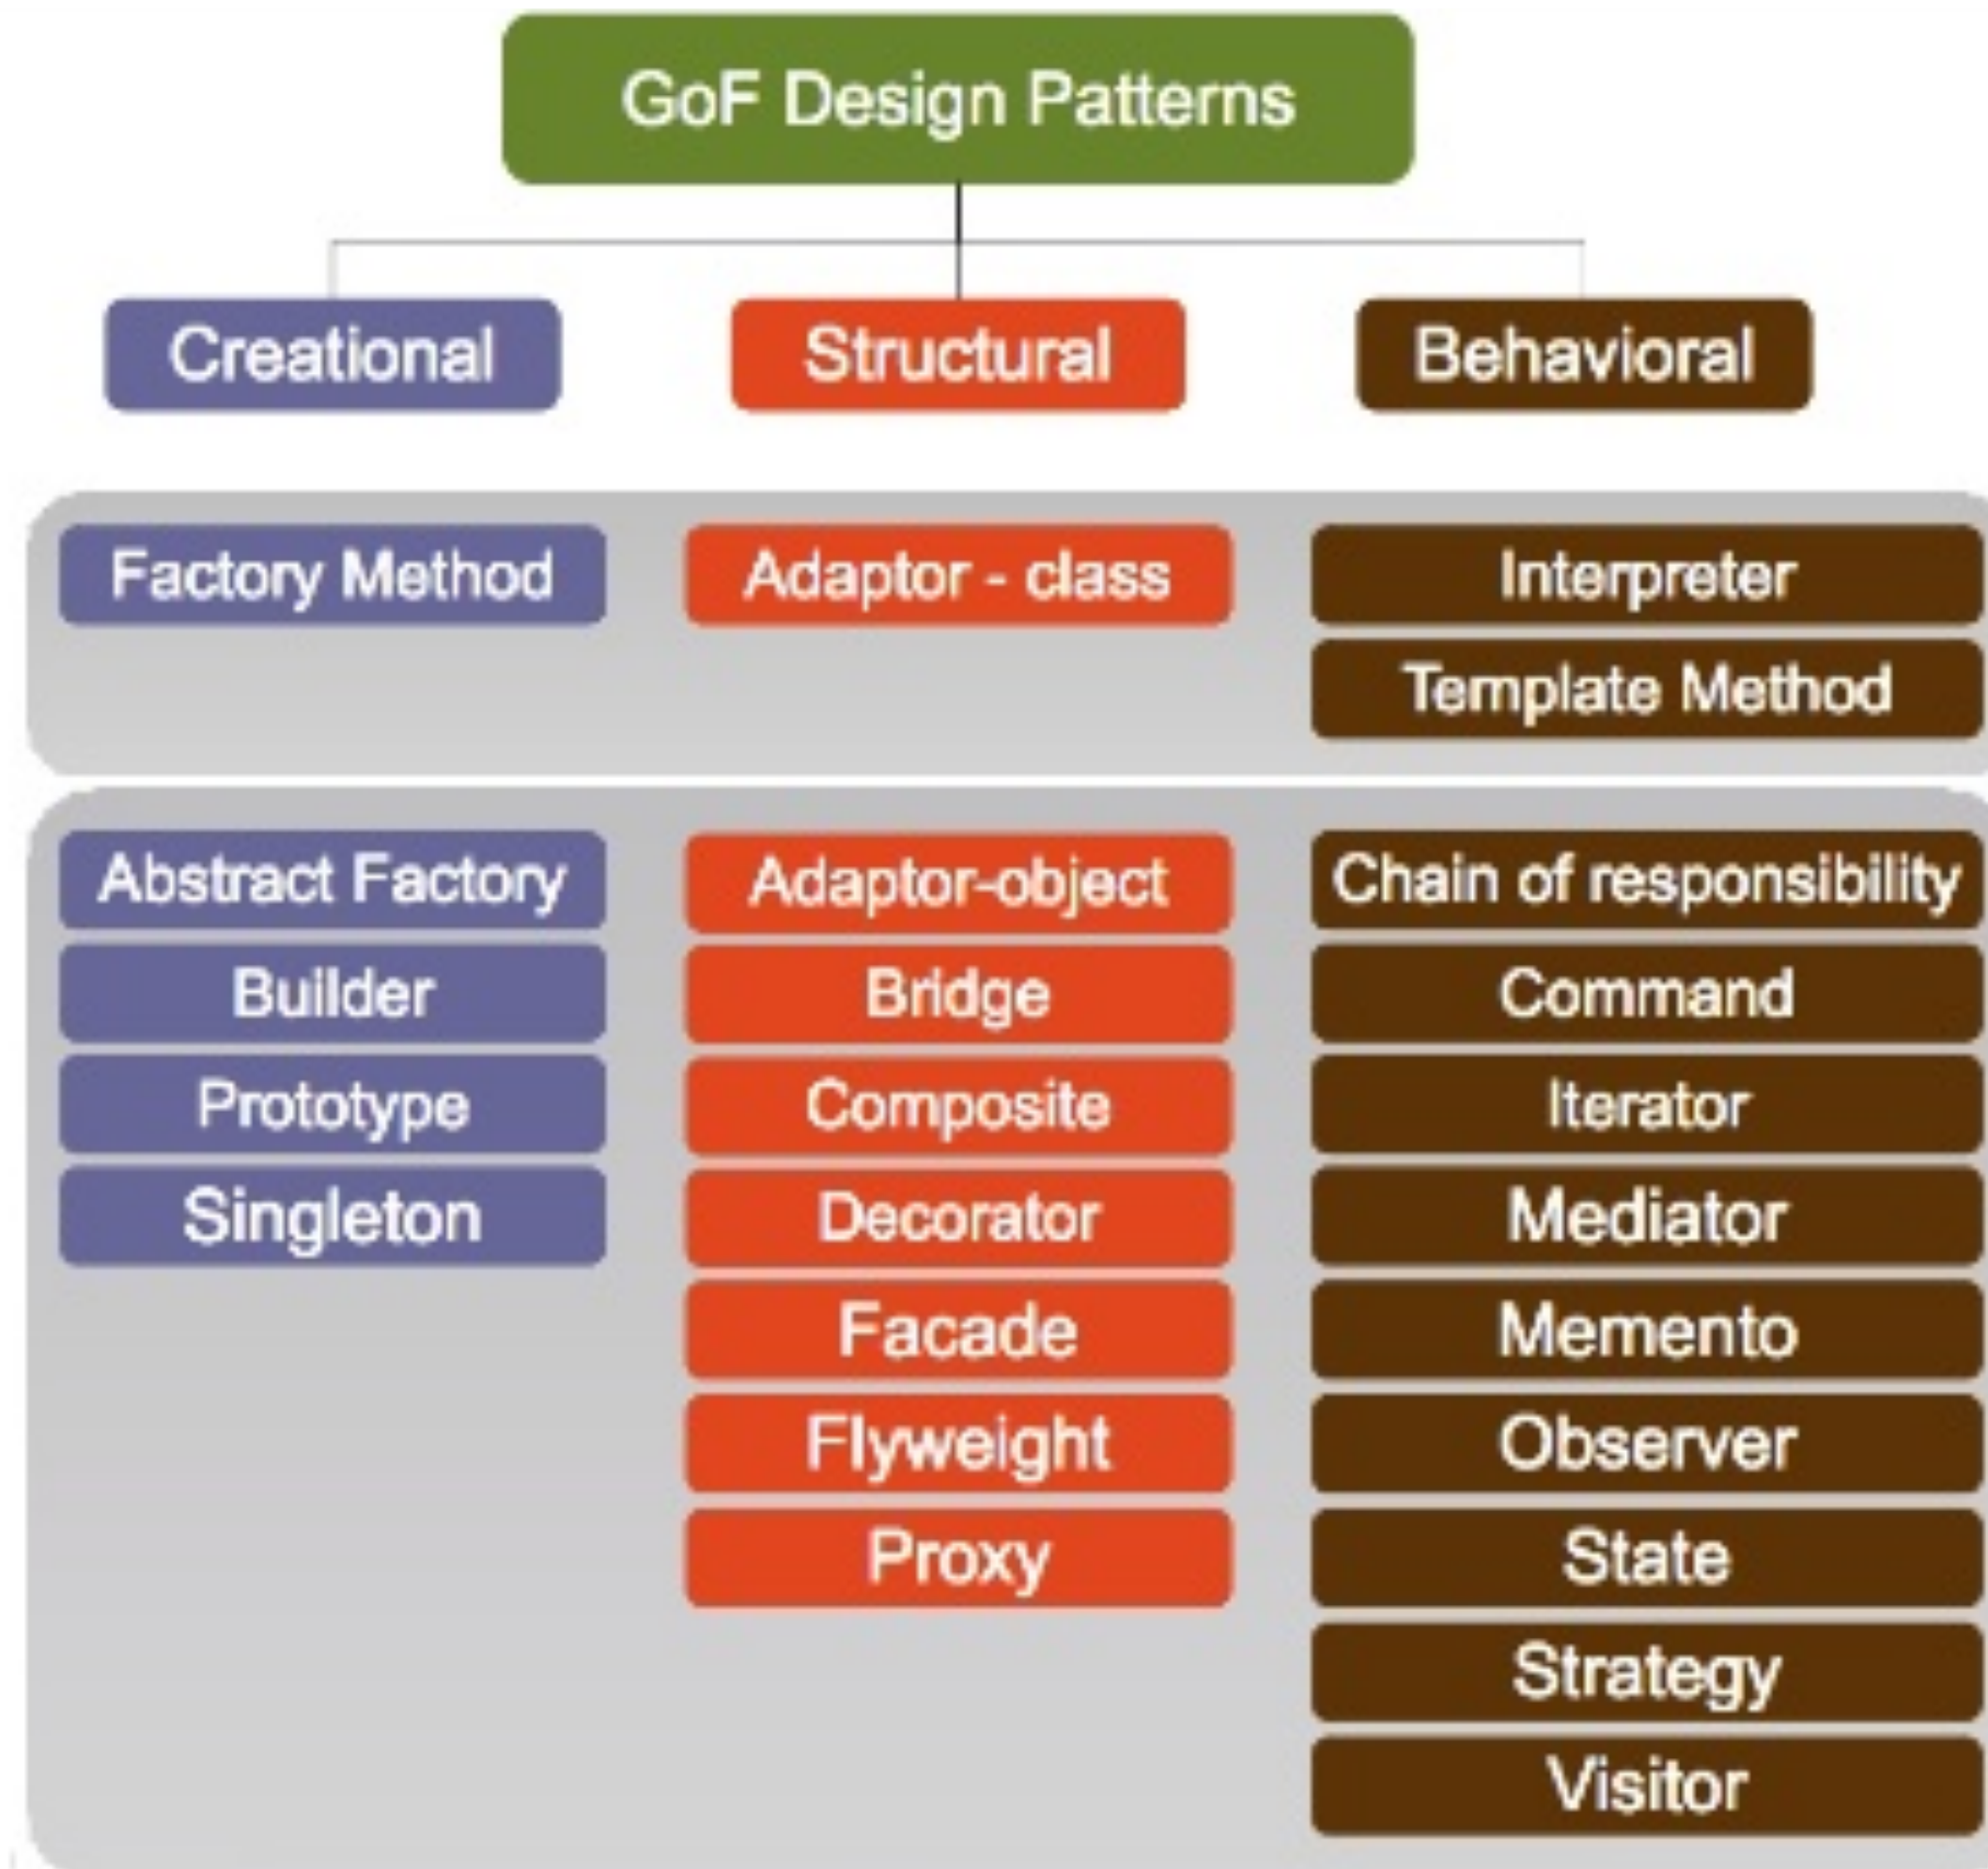 GoF Design Patterns
Creational
Structural
Behavioral
Factory Method
Adaptor - class
Interpreter
Template Method
Abstract Factory
Adaptor-object
Chain of responsibility
Builder
Bridge
Command
Prototype
Composite
Iterator
Singleton
Decorator
Mediator
Facade
Memento
Flyweight
Observer
Proxy
State
Strategy
Visitor